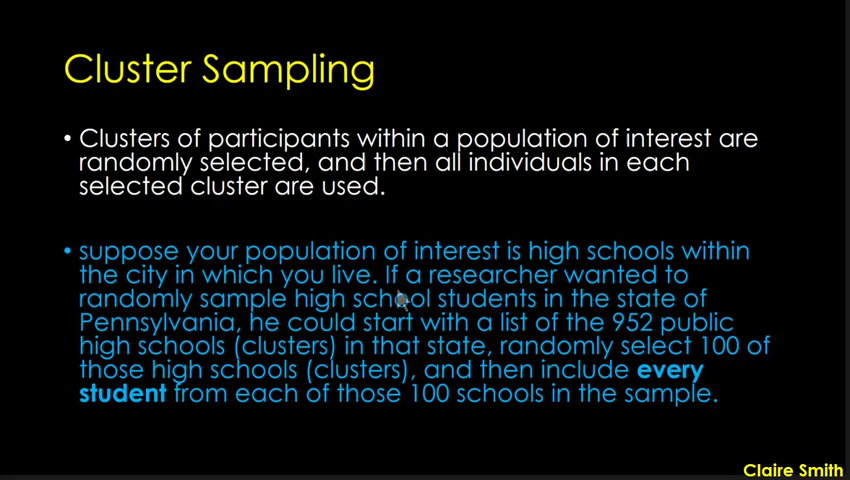 Cluster Sampling
• Clusters of participants within a population of interest are
randomly selected, and then all individuals in each
selected cluster are used.
• suppose your population of interest is high schools within
the city in which you live. If a researcher wanted to
randomly sample high school students in the state of
Pennsylvania, he could start with a list of the 952 public
high schools (clusters) in that state, randomly select 100 of
those high schools (clusters), and then include every
student from each of those 100 schools in the sample.
Claire Smith